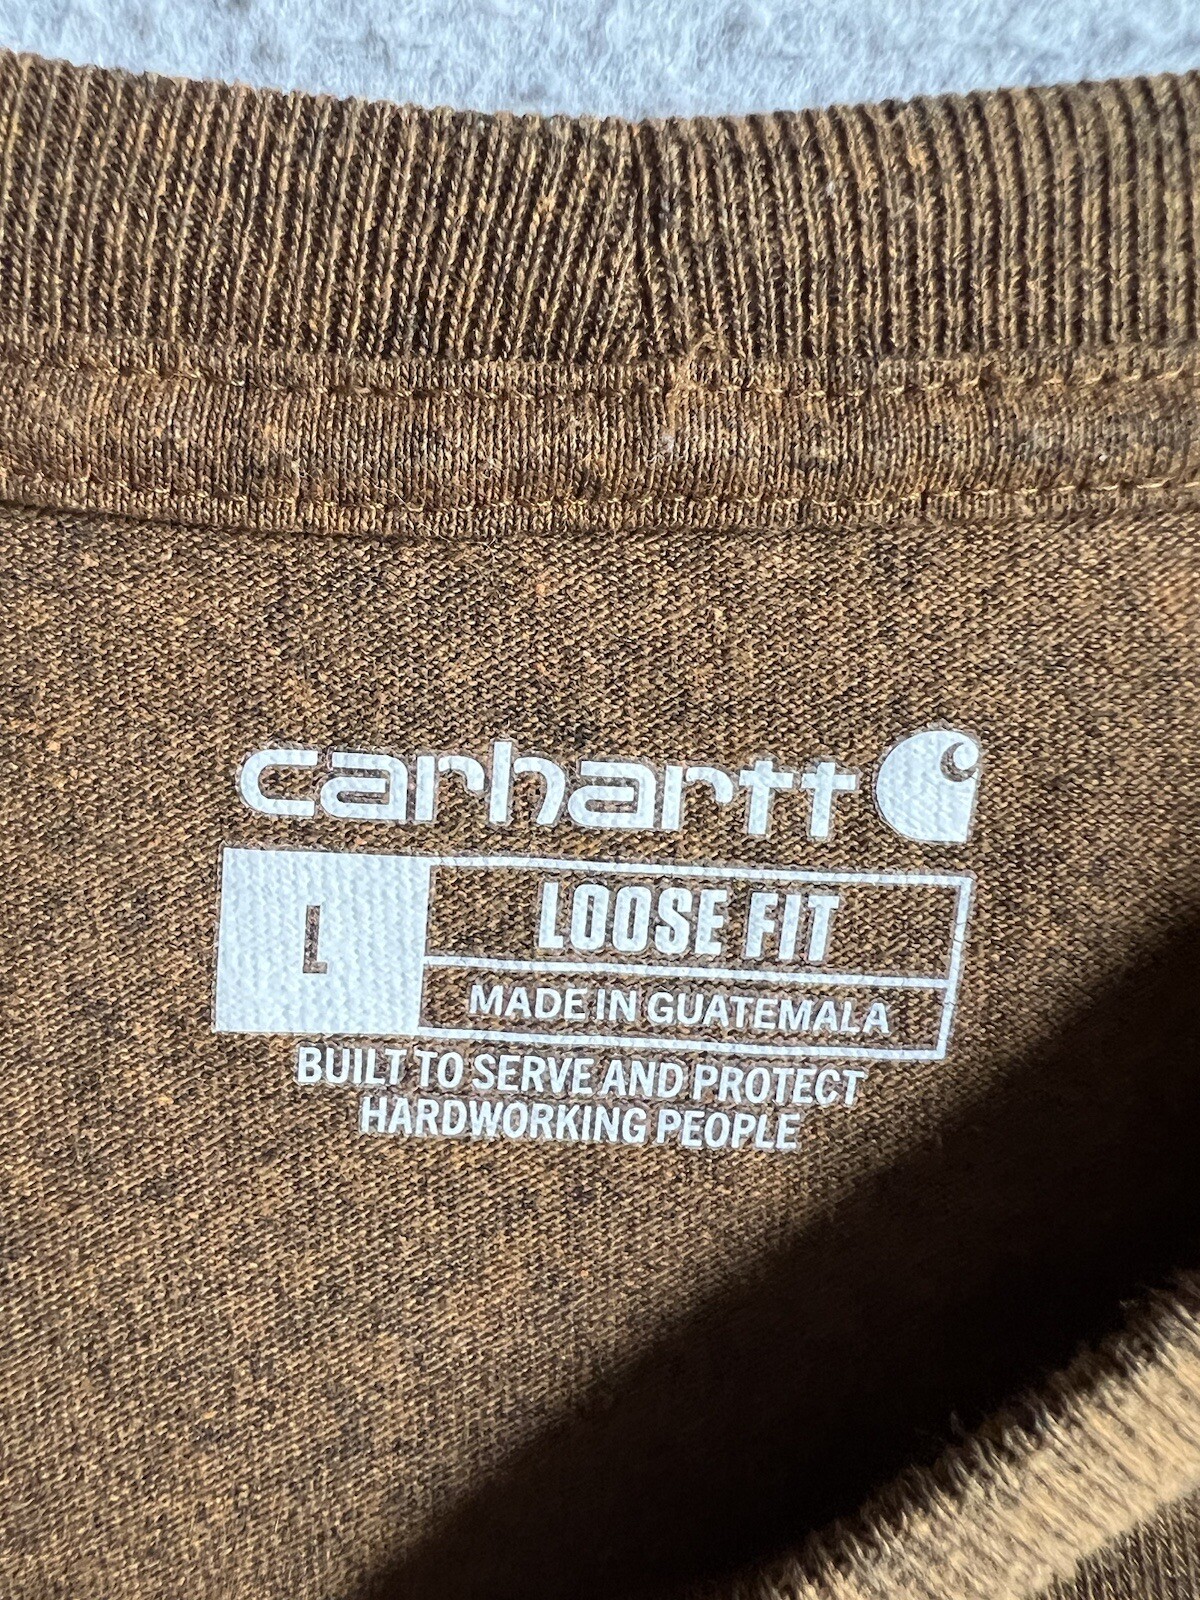 carhartt
L
LOOSE FIT
MADE IN GUATEMALA
BUILT TO SERVE AND PROTECT
HARDWORKING PEOPLE